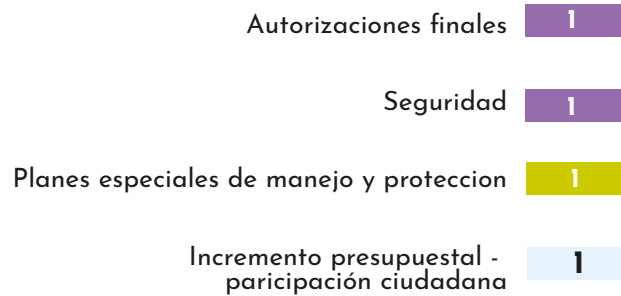 Autorizaciones finales 1
Seguridad 1
Planes especiales de manejo y proteccion 1
Incremento presupuestal - 1
paricipación ciudadana